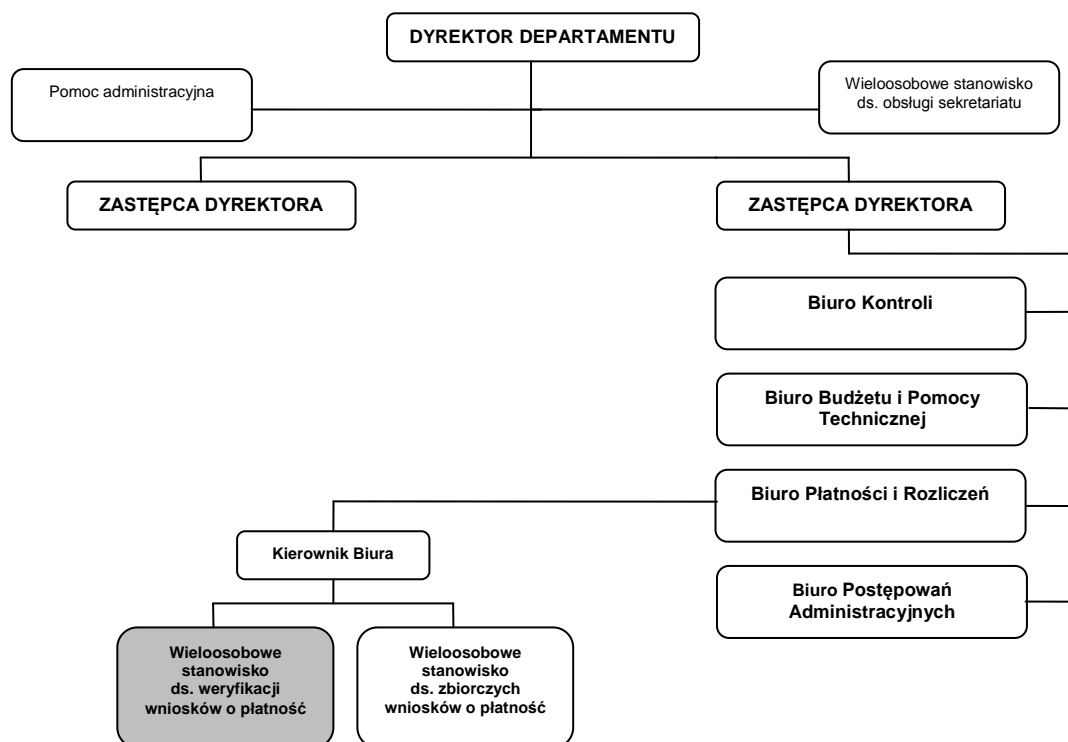 DYREKTOR DEPARTAMENTU
Pomoc administracyjna
Wieloosobowe stanowisko
ds. obsługi sekretariatu
ZASTĘPCA DYREKTORA
ZASTĘPCA DYREKTORA
Biuro Kontroli
Biuro Budżetu i Pomocy
Technicznej
Biuro Płatności i Rozliczeń
Kierownik Biura
Biuro Postępowań
Administracyjnych
Wieloosobowe
stanowisko
ds. weryfikacji
wniosków o płatność
Wieloosobowe
stanowisko
ds. zbiorczych
wniosków o płatność